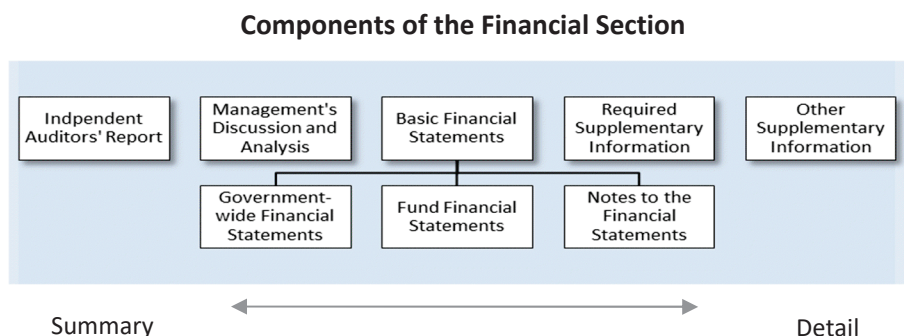 Components of the Financial Section
Indpendent
Auditors' Report
Management's
Discussion and
Analysis
Basic Financial
Statements
Required
Supplementary
Information
Other
Supplementary
Information
Government-
wide Financial
Statements
Fund Financial
Statements
Notes to the
Financial
Statements
Summary
Detail